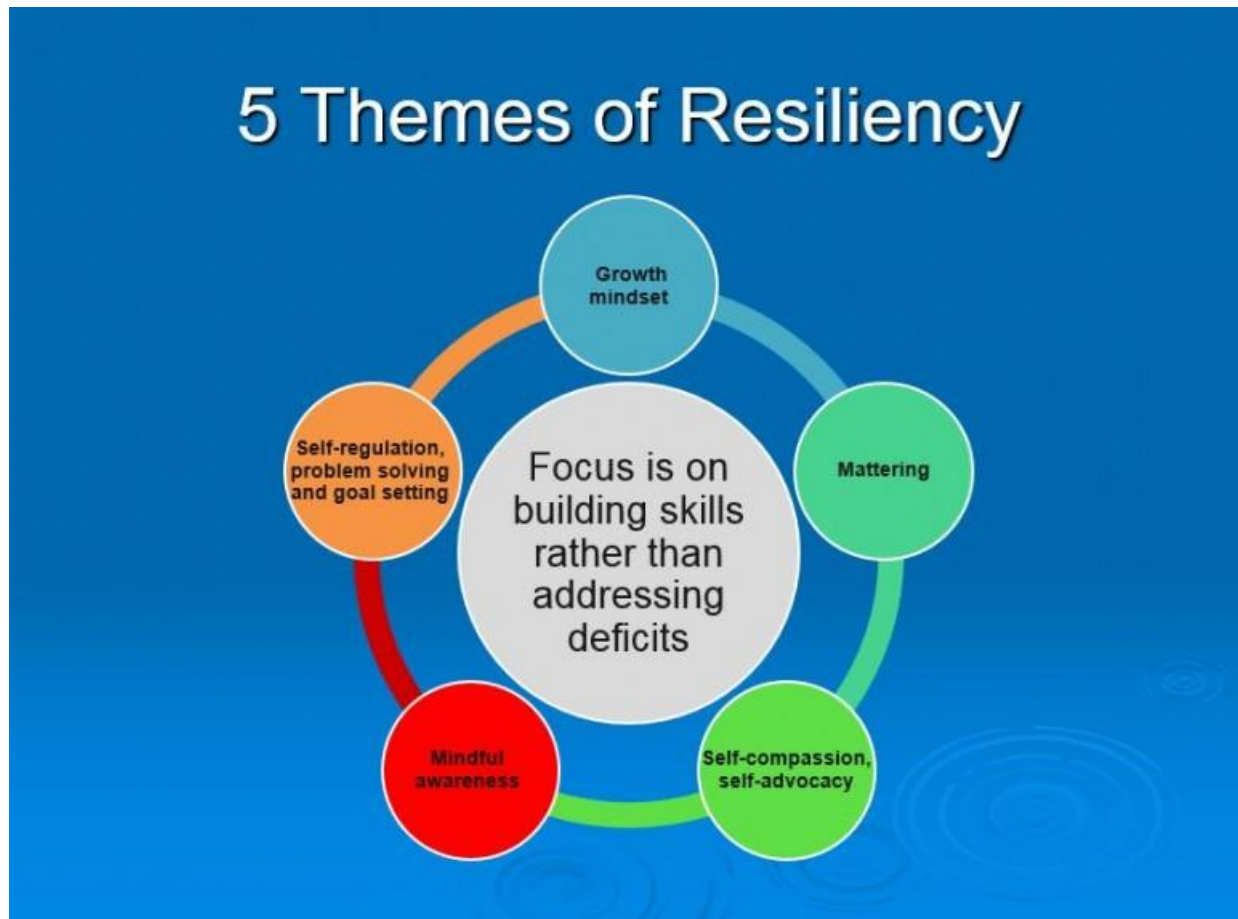 5 Themes of Resiliency
Growth
mindset
Mattering
Self-compassion,
self-advocacy
Mindful
awareness
Self-regulation,
problem solving
and goal setting
Focus is on
building skills
rather than
addressing
deficits